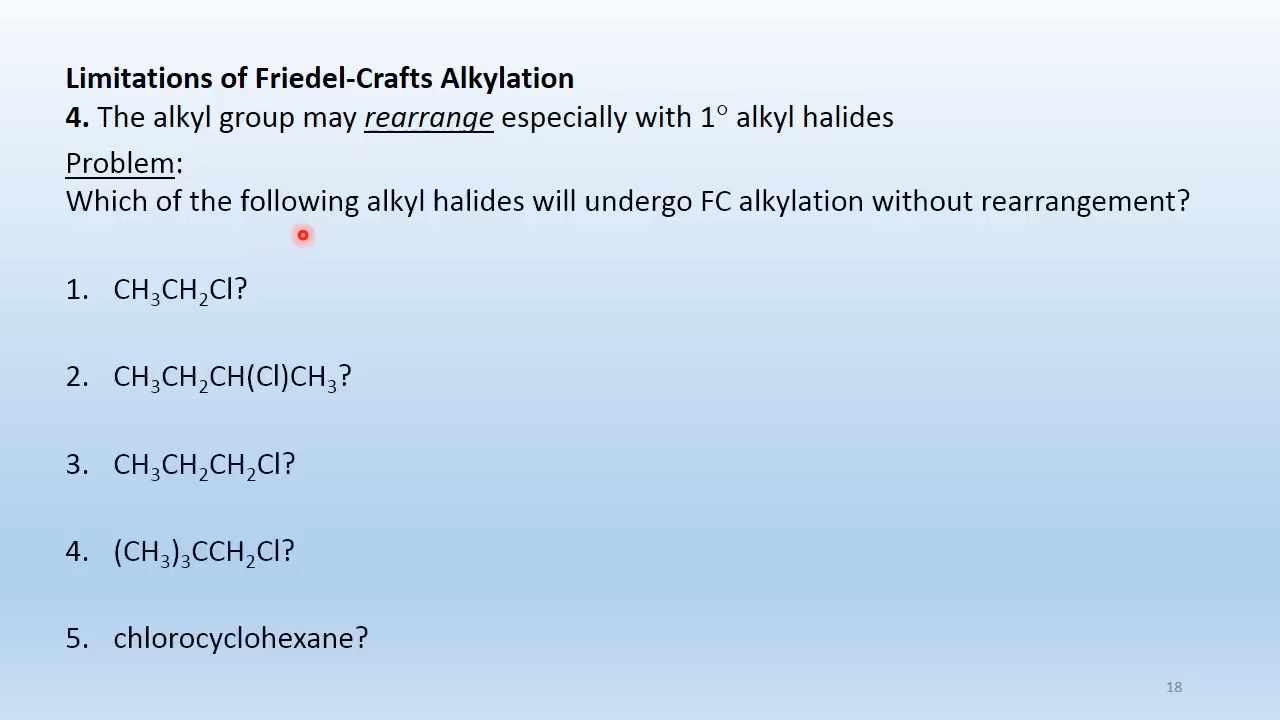 Limitations of Friedel-Crafts Alkylation
4. The alkyl group may rearrange especially with 1° alkyl halides
Problem:
Which of the following alkyl halides will undergo FC alkylation without rearrangement?
1. CH₃CH₂Cl?
2. CH₃CH₂CH(Cl)CH₃?
3. CH₃CH₂CH₂Cl?
4. (CH₃)₃CCH₂Cl?
5. chlorocyclohexane?
18